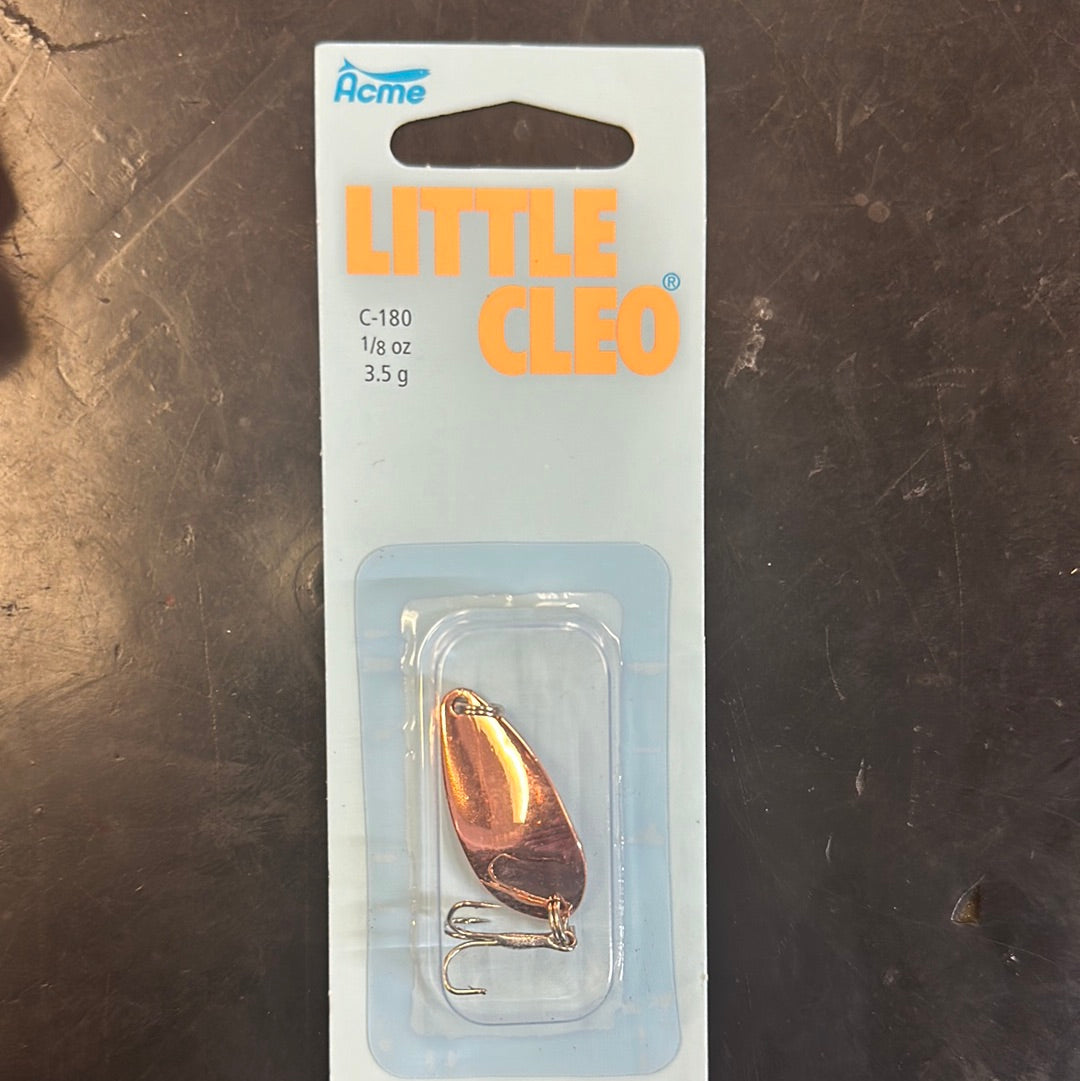 Acme
LITTLE
CLEO®
C-180
1/8 oz
3.5 g